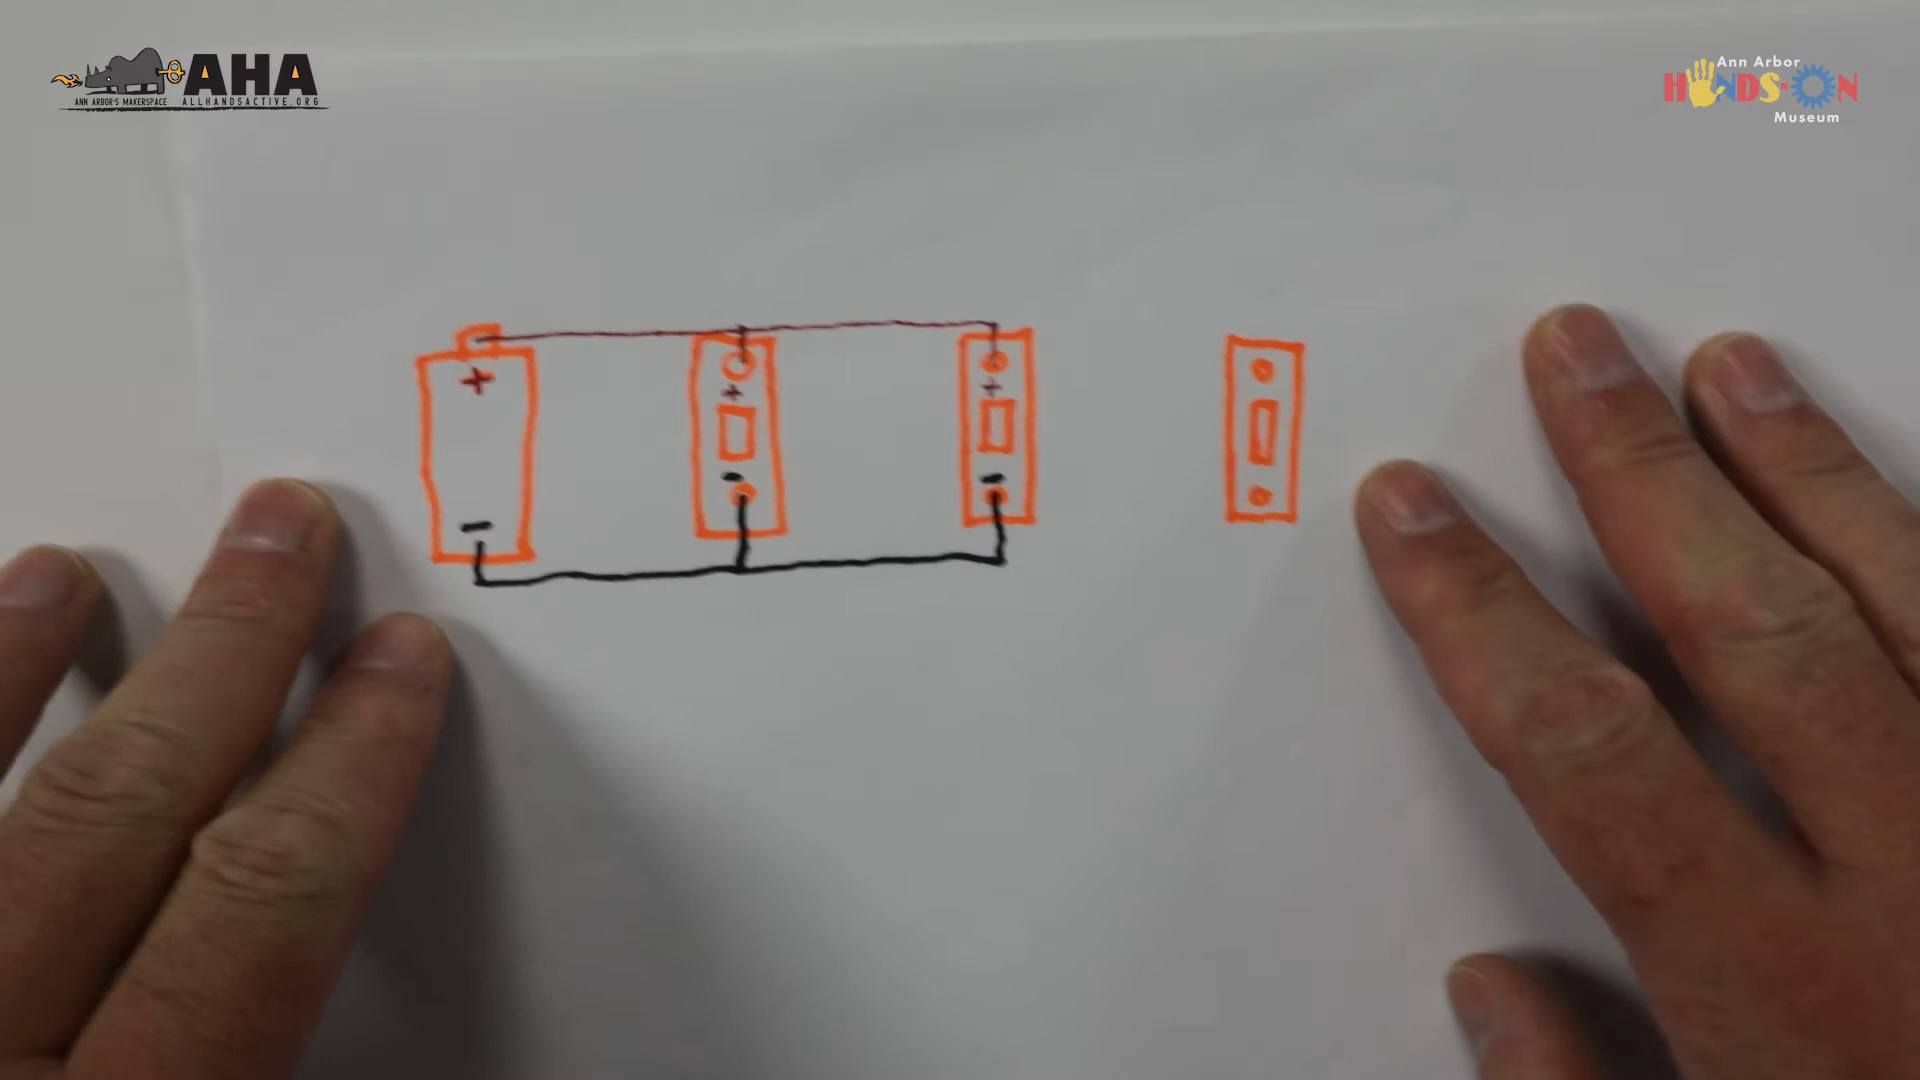 AHA
ANN ARBOR'S MAKERSPACE ALLHANDSACTIVE.ORG
Ann Arbor
HANDS-ON
Museum
+
+
+
-
-
-